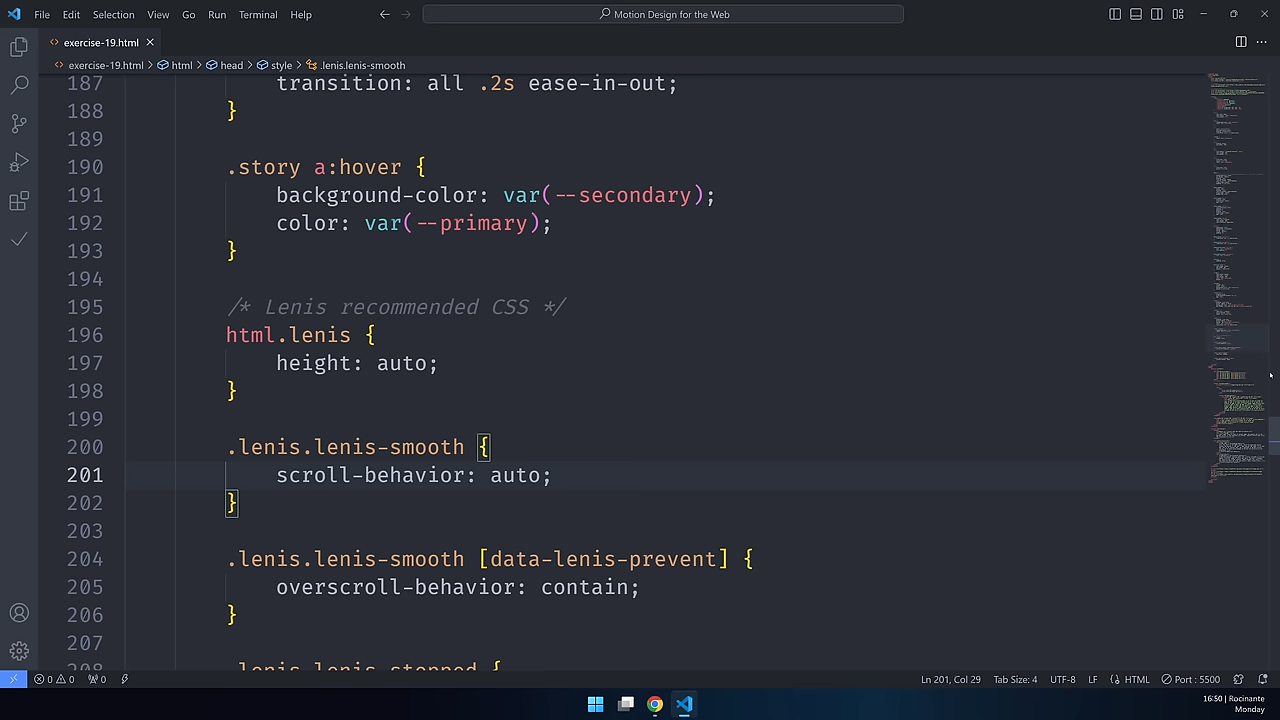 File Edit Selection View Go Run Terminal Help Motion Design for the Web
exercise-19.html
exercise-19.html > html > head > style > .lenis.lenis-smooth
187 transition: all .2s ease-in-out;
188 }
189
190 .story a:hover {
191 background-color: var(--secondary);
192 color: var(--primary);
193 }
194
195 /* Lenis recommended CSS */
196 html.lenis {
197 height: auto;
198 }
199
200 .lenis.lenis-smooth {
201 scroll-behavior: auto;
202 }
203
204 .lenis.lenis-smooth [data-lenis-prevent] {
205 overscroll-behavior: contain;
206 }
207
208 .lenis.lenis-stopped {
0 0 0 Ln 201, Col 29 Tab Size: 4 UTF-8 LF HTML Port : 5500
16:50 | Rocinante
Monday